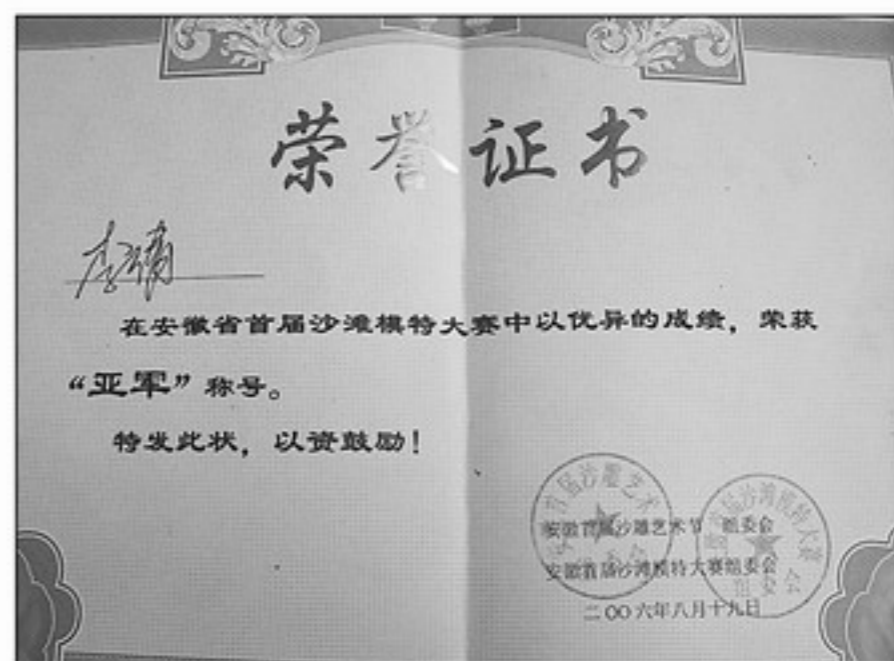 荣誉证书
在安徽省首届沙滩模特大赛中以优异的成绩，荣获
“亚军”称号。
特发此状，以资鼓励！
安徽首届沙雕艺术节 组委会
安徽首届沙滩模特大赛组委会
二〇〇六年八月十九日